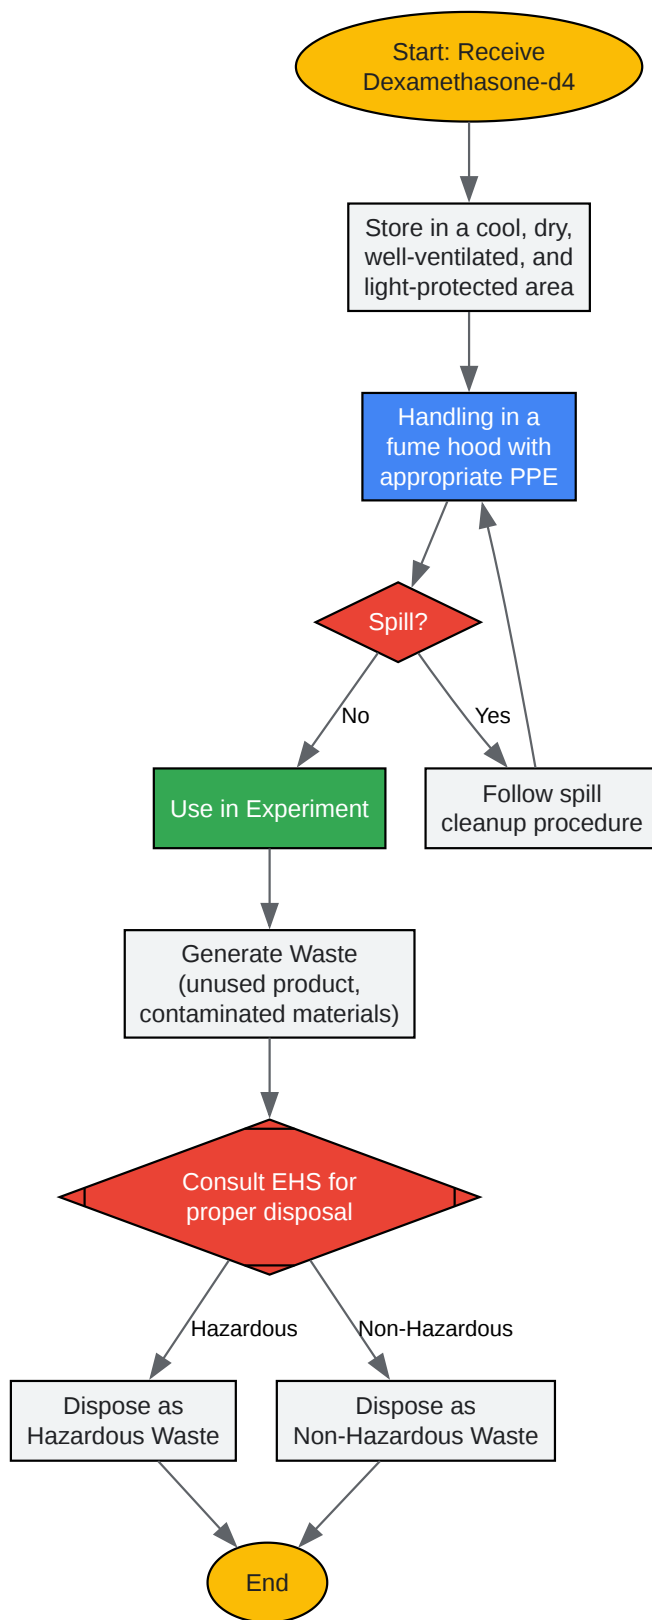 Start: Receive
Dexamethasone-d4
Store in a cool, dry,
well-ventilated, and
light-protected area
Handling in a
fume hood with
appropriate PPE
Spill?
No
Yes
Use in Experiment
Follow spill
cleanup procedure
Generate Waste
(unused product,
contaminated materials)
Consult EHS for
proper disposal
Hazardous
Non-Hazardous
Dispose as
Hazardous Waste
Dispose as
Non-Hazardous Waste
End